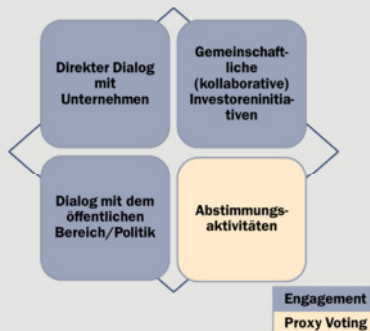 Direkter Dialog
mit
Unternehmen
Gemeinschaft-
liche
(kollaborative)
Investoreninitia-
tiven
Dialog mit dem
öffentlichen
Bereich/Politik
Abstimmungs-
aktivitäten
Engagement
Proxy Voting